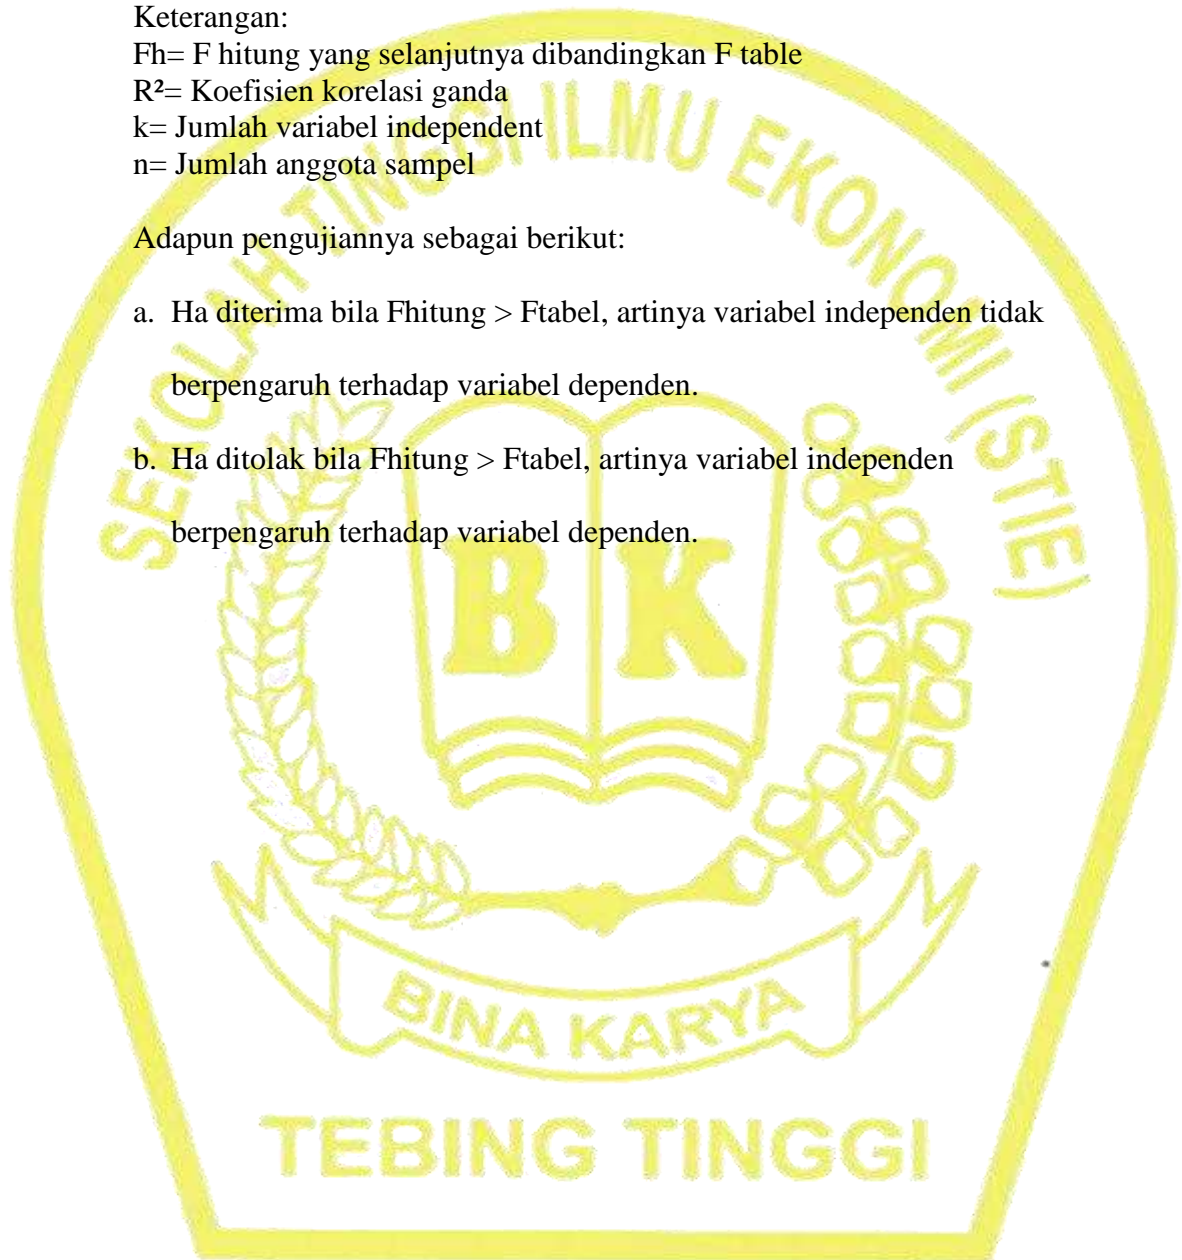 Keterangan:
Fh= F hitung yang selanjutnya dibandingkan F table
R²= Koefisien korelasi ganda
k= Jumlah variabel independent
n= Jumlah anggota sampel
Adapun pengujiannya sebagai berikut:
a. Ha diterima bila Fhitung > Ftabel, artinya variabel independen tidak
berpengaruh terhadap variabel dependen.
b. Ha ditolak bila Fhitung > Ftabel, artinya variabel independen
berpengaruh terhadap variabel dependen.
SEKOLAH TINGGI ILMU EKONOMI (STIE)
B K
BINA KARYA
TEBING TINGGI